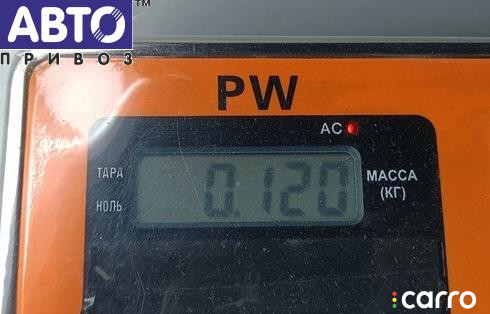 АВТО™
ПРИВОЗ
PW
AC
ТАРА
НОЛЬ
0.120
МАССА
(КГ)
carro